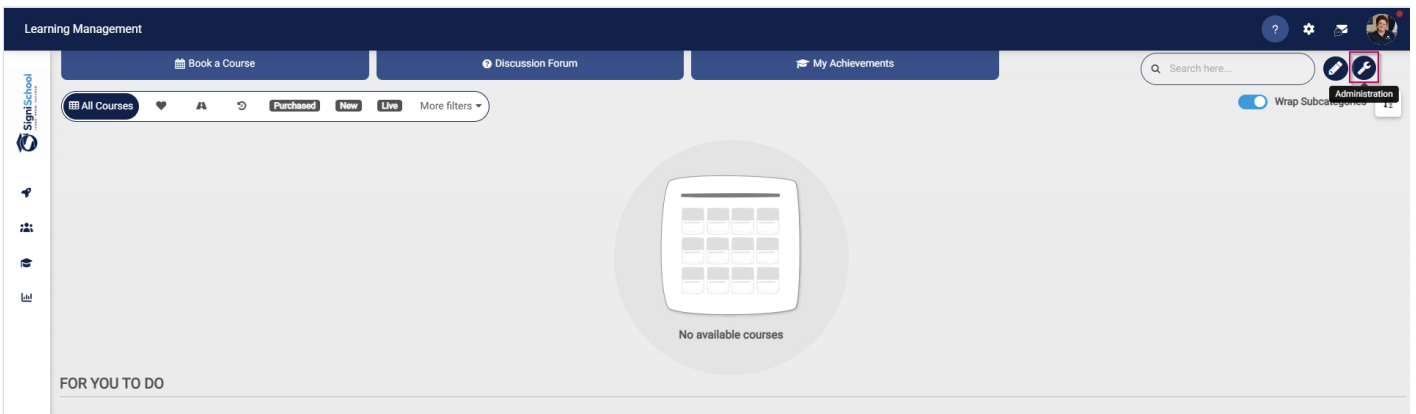 Learning Management
?
Book a Course
Discussion Forum
My Achievements
Search here...
Administration
SigniSchool
All Courses
Purchased
New
Live
More filters
Wrap Subcategories
No available courses
FOR YOU TO DO